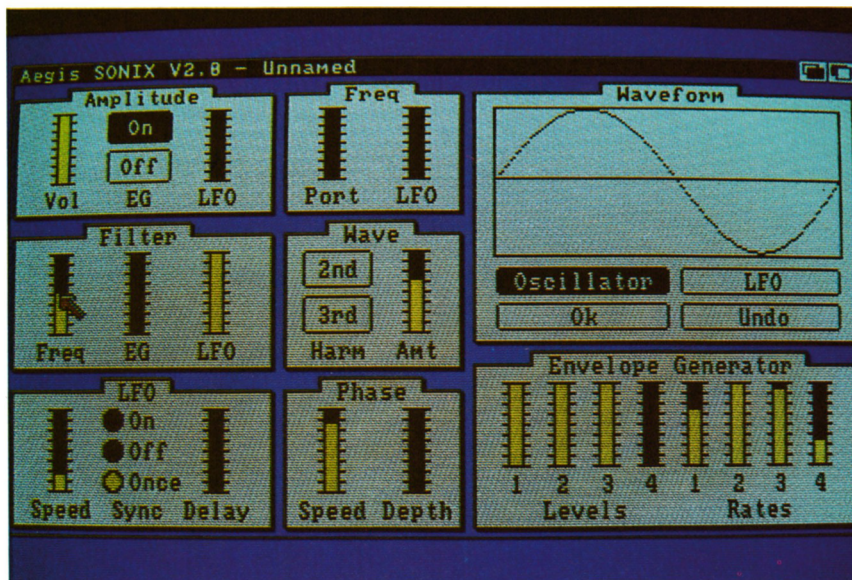 Aegis SONIX V2.0 - Unnamed
Amplitude
On
Off
Vol EG LFO
Freq
Port LFO
Waveform
Oscillator LFO
Ok Undo
Filter
Freq EG LFO
Wave
2nd
3rd
Harm Amt
LFO
On
Off
Once
Speed Sync Delay
Phase
Speed Depth
Envelope Generator
1 2 3 4 1 2 3 4
Levels Rates